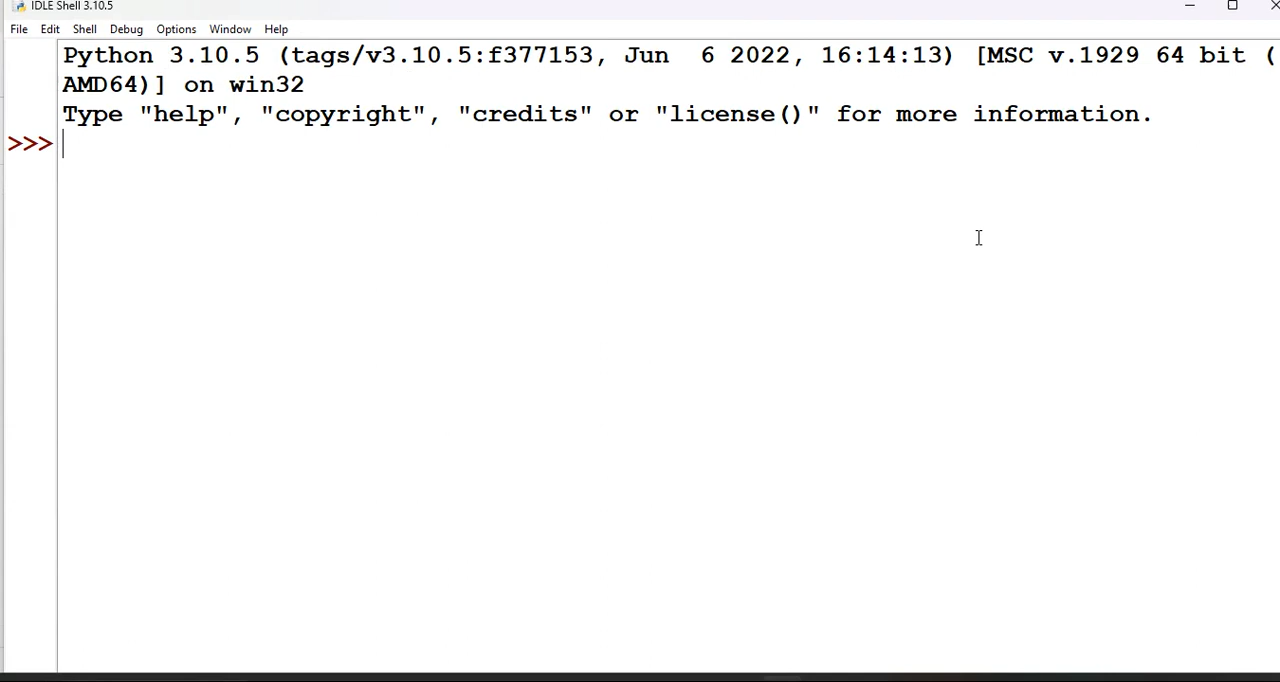 IDLE Shell 3.10.5
File Edit Shell Debug Options Window Help
Python 3.10.5 (tags/v3.10.5:f377153, Jun  6 2022, 16:14:13) [MSC v.1929 64 bit (
AMD64)] on win32
Type "help", "copyright", "credits" or "license()" for more information.
>>>